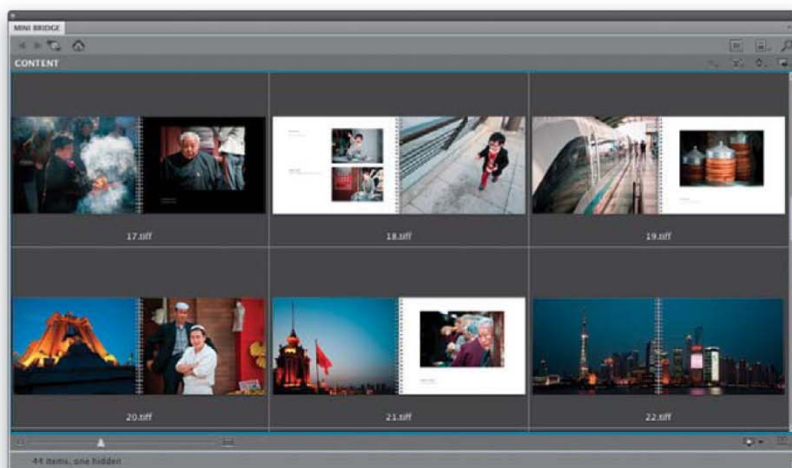 MINI BRIDGE
CONTENT
17.tiff
18.tiff
19.tiff
20.tiff
21.tiff
22.tiff
44 items, one hidden